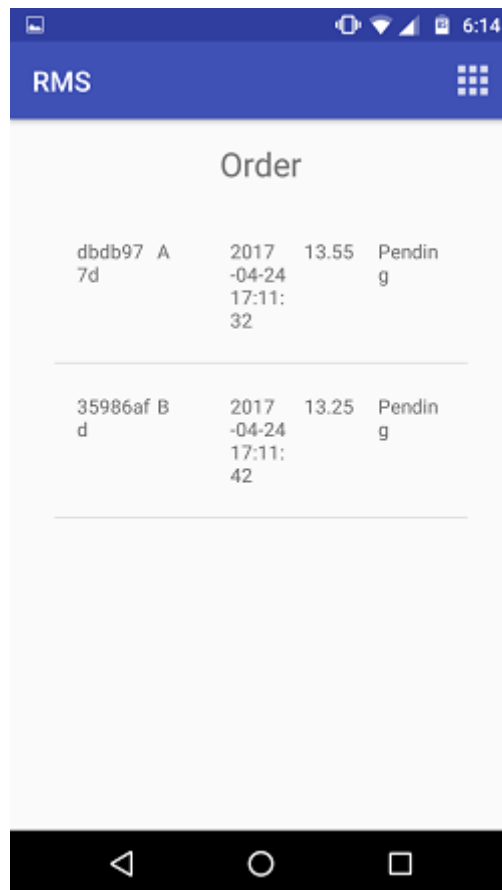 6:14
RMS
Order
dbdb97 A 2017 13.55 Pendin
7d -04-24 g
17:11:
32
35986af B 2017 13.25 Pendin
d -04-24 g
17:11:
42